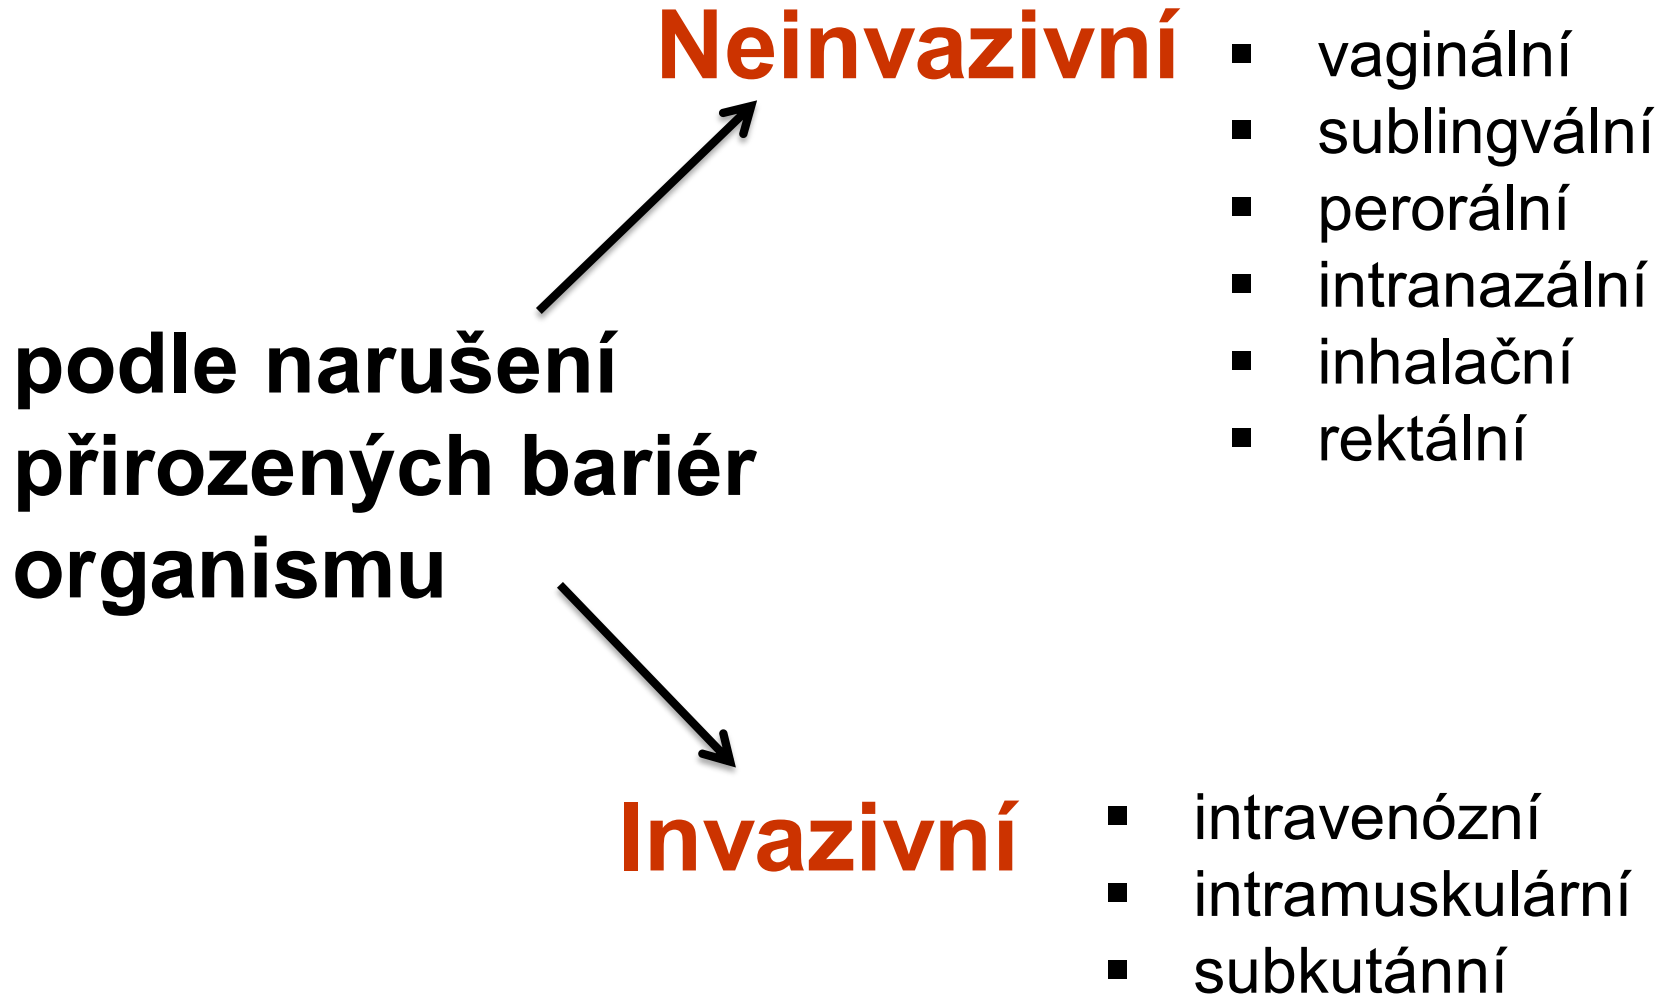 Neinvazivní
▪ vaginální
▪ sublingvální
▪ perorální
▪ intranazální
▪ inhalační
▪ rektální
podle narušení
přirozených bariér
organismu
Invazivní
▪ intravenózní
▪ intramuskulární
▪ subkutánní